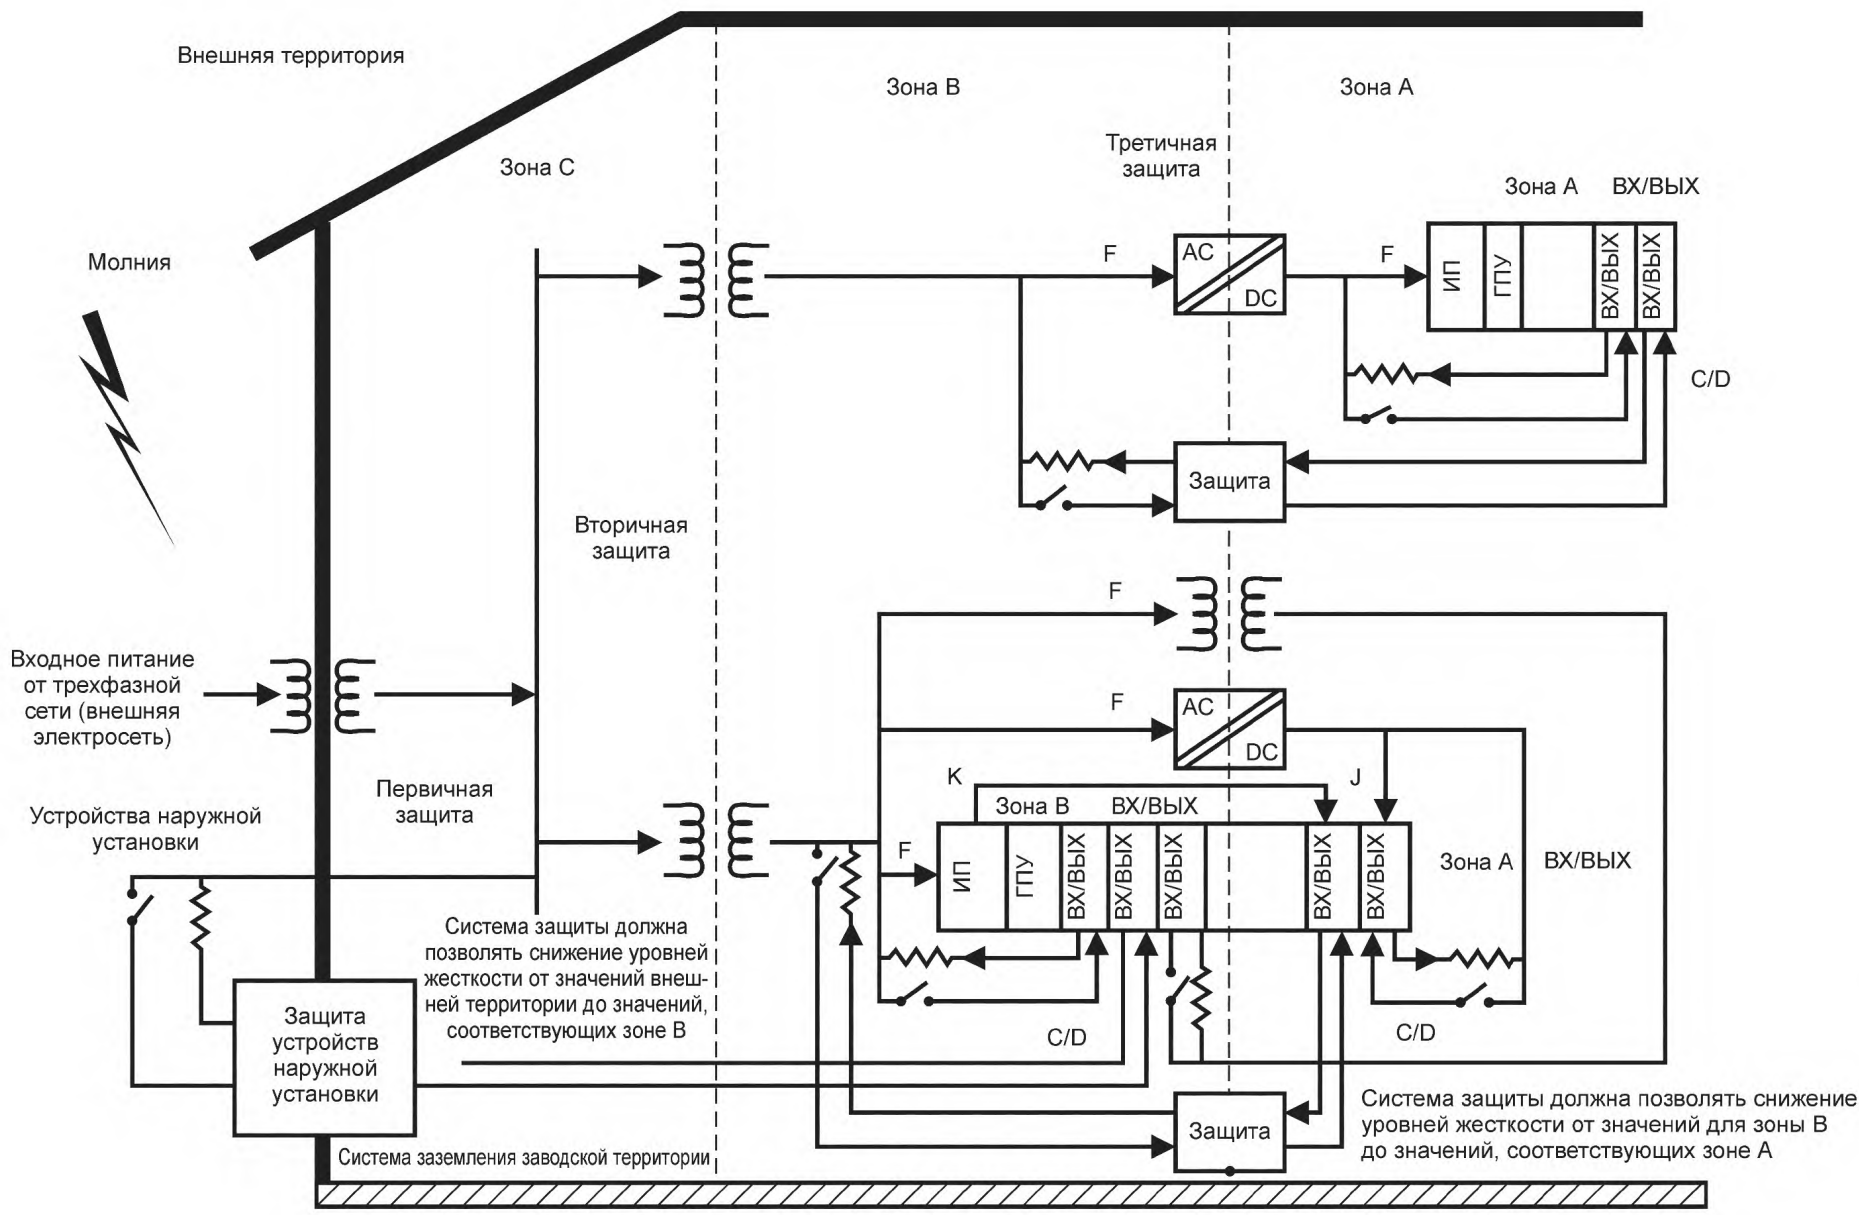 Внешняя территория
Зона B
Зона A
Зона C
Третичная
защита
Зона A
ВХ/ВЫХ
Молния
F
AC
DC
F
ИП
ГПУ
ВХ/ВЫХ
ВХ/ВЫХ
C/D
Защита
Вторичная
защита
F
Входное питание
от трехфазной
сети (внешняя
электросеть)
F
AC
DC
Первичная
защита
K
J
Устройства наружной
установки
Зона B
ВХ/ВЫХ
F
ИП
ГПУ
ВХ/ВЫХ
ВХ/ВЫХ
ВХ/ВЫХ
ВХ/ВЫХ
ВХ/ВЫХ
Зона A
ВХ/ВЫХ
Система защиты должна
позволять снижение уровней
жесткости от значений внеш-
ней территории до значений,
соответствующих зоне B
C/D
C/D
Защита
устройств
наружной
установки
Защита
Система защиты должна позволять снижение
уровней жесткости от значений для зоны B
до значений, соответствующих зоне A
Система заземления заводской территории